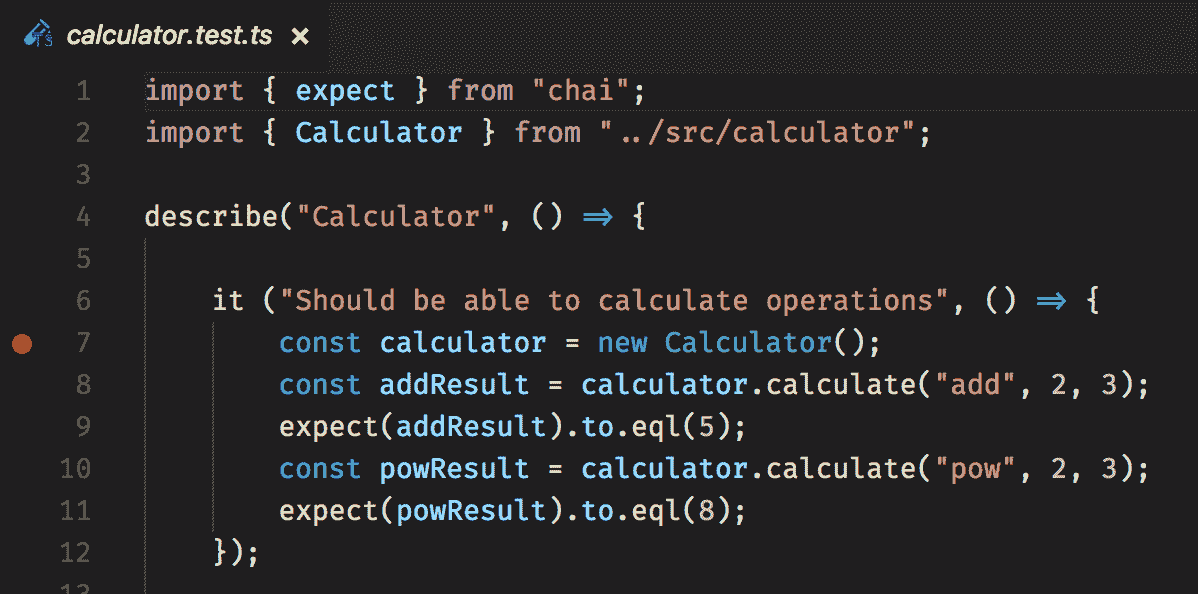 calculator.test.ts ×
1 import { expect } from "chai";
2 import { Calculator } from "../src/calculator";
3
4 describe("Calculator", () => {
5
6 it ("Should be able to calculate operations", () => {
7 const calculator = new Calculator();
8 const addResult = calculator.calculate("add", 2, 3);
9 expect(addResult).to.eql(5);
10 const powResult = calculator.calculate("pow", 2, 3);
11 expect(powResult).to.eql(8);
12 });
13